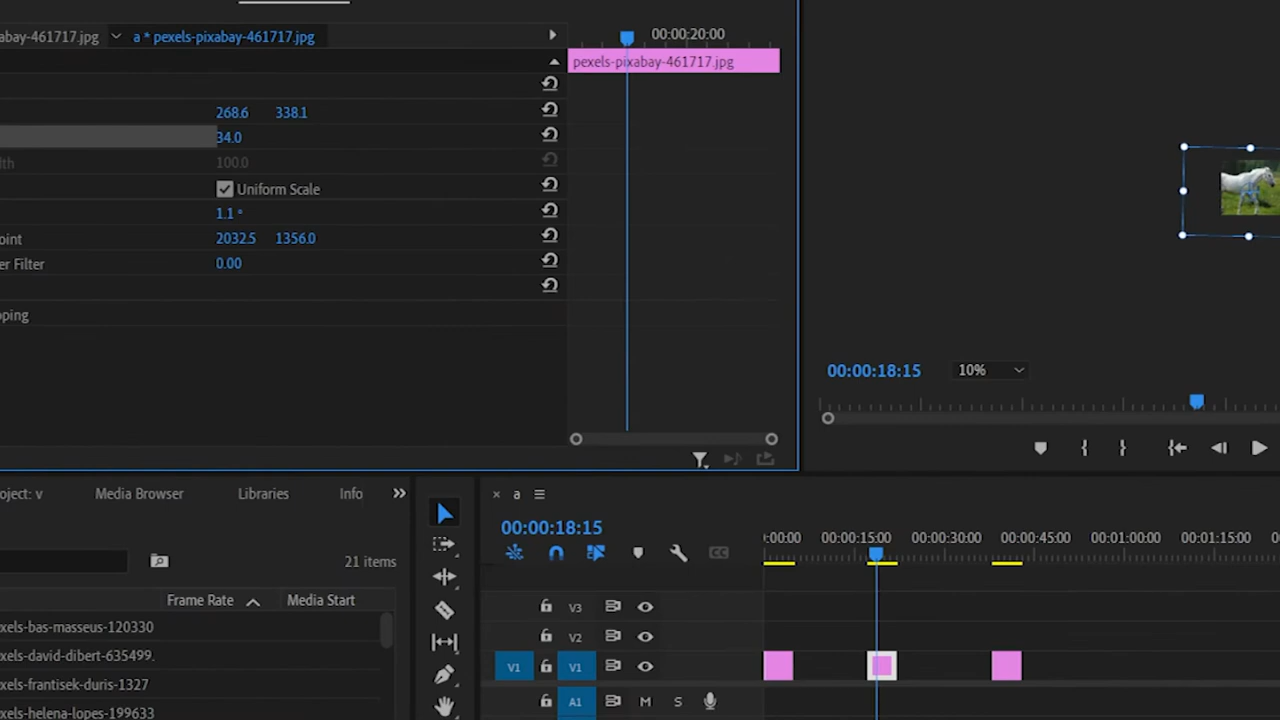 abay-461717.jpg a * pexels-pixabay-461717.jpg 00:00:20:00
pexels-pixabay-461717.jpg
268.6 338.1
34.0
dth 100.0
Uniform Scale
1.1 °
oint 2032.5 1356.0
er Filter 0.00
pping
00:00:18:15 10%
oject: v Media Browser Libraries Info a
00:00:18:15
:00:00 00:00:15:00 00:00:30:00 00:00:45:00 00:01:00:00 00:01:15:00
21 items
Frame Rate Media Start
xels-bas-masseus-120330
xels-david-dibert-635499.
xels-frantisek-duris-1327
xels-helena-lopes-199633
V3
V2
V1 V1
A1 M S